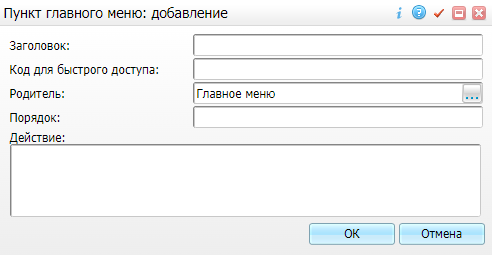 Пункт главного меню: добавление
Заголовок:
Код для быстрого доступа:
Родитель: Главное меню ...
Порядок:
Действие:
ОК Отмена